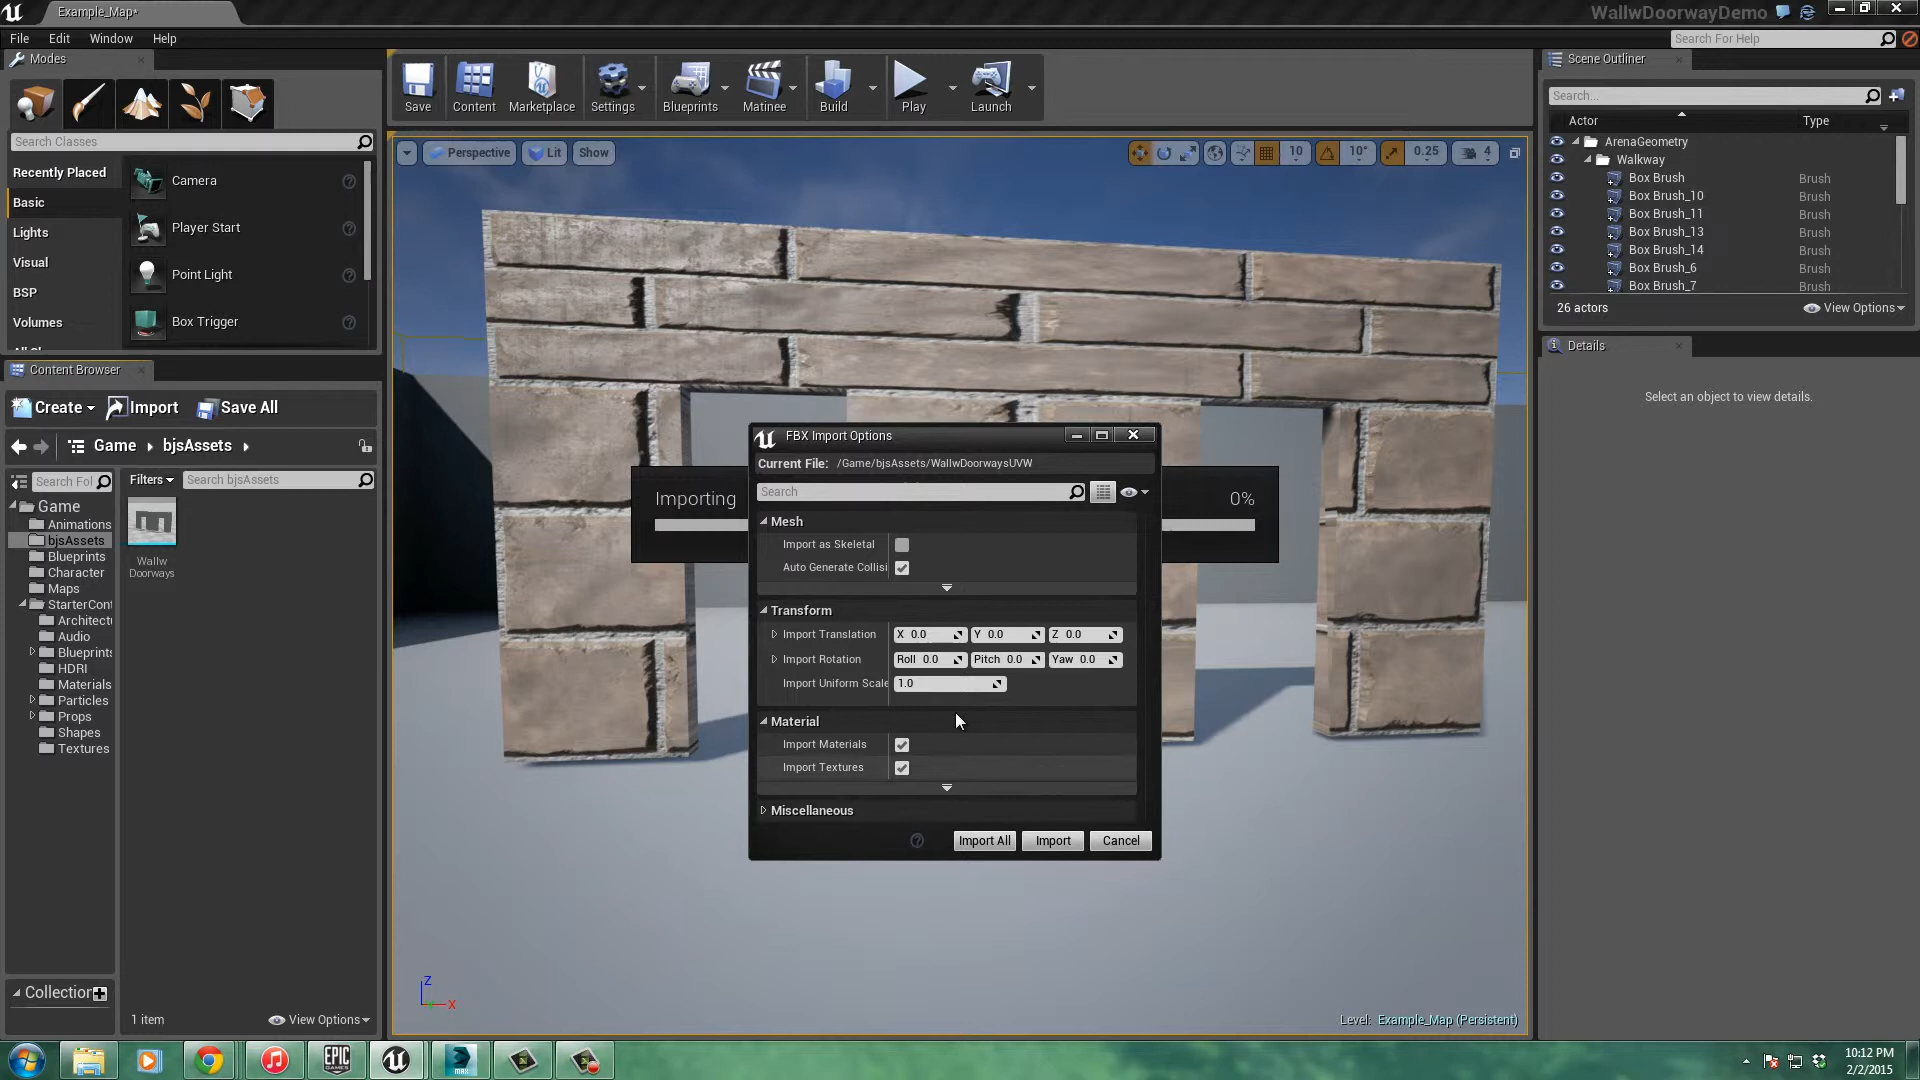 Example_Map*
WallwDoorwayDemo
File Edit Window Help
Search For Help
Modes
Search Classes
Recently Placed
Basic
Lights
Visual
BSP
Volumes
Camera
Player Start
Point Light
Box Trigger
Save
Content
Marketplace
Settings
Blueprints
Matinee
Build
Play
Launch
Perspective
Lit
Show
10
10°
0.25
4
Scene Outliner
Search...
Actor Type
ArenaGeometry
Walkway
Box Brush Brush
Box Brush_10 Brush
Box Brush_11 Brush
Box Brush_13 Brush
Box Brush_14 Brush
Box Brush_6 Brush
Box Brush_7 Brush
26 actors
View Options
Details
Select an object to view details.
Content Browser
Create
Import
Save All
Game
bjsAssets
Search Fol
Filters
Search bjsAssets
Game
Animations
bjsAssets
Blueprints
Character
Maps
StarterCont
Architectu
Audio
Blueprints
HDRI
Materials
Particles
Props
Shapes
Textures
Wallw
Doorways
Collection
1 item
View Options
Importing
0%
FBX Import Options
Current File: /Game/bjsAssets/WallwDoorwaysUVW
Search
Mesh
Import as Skeletal
Auto Generate Collisi
Transform
Import Translation X 0.0 Y 0.0 Z 0.0
Import Rotation Roll 0.0 Pitch 0.0 Yaw 0.0
Import Uniform Scale 1.0
Material
Import Materials
Import Textures
Miscellaneous
Import All
Import
Cancel
Z
X
Level: Example_Map (Persistent)
EPIC
GAMES
MAX
10:12 PM
2/2/2015